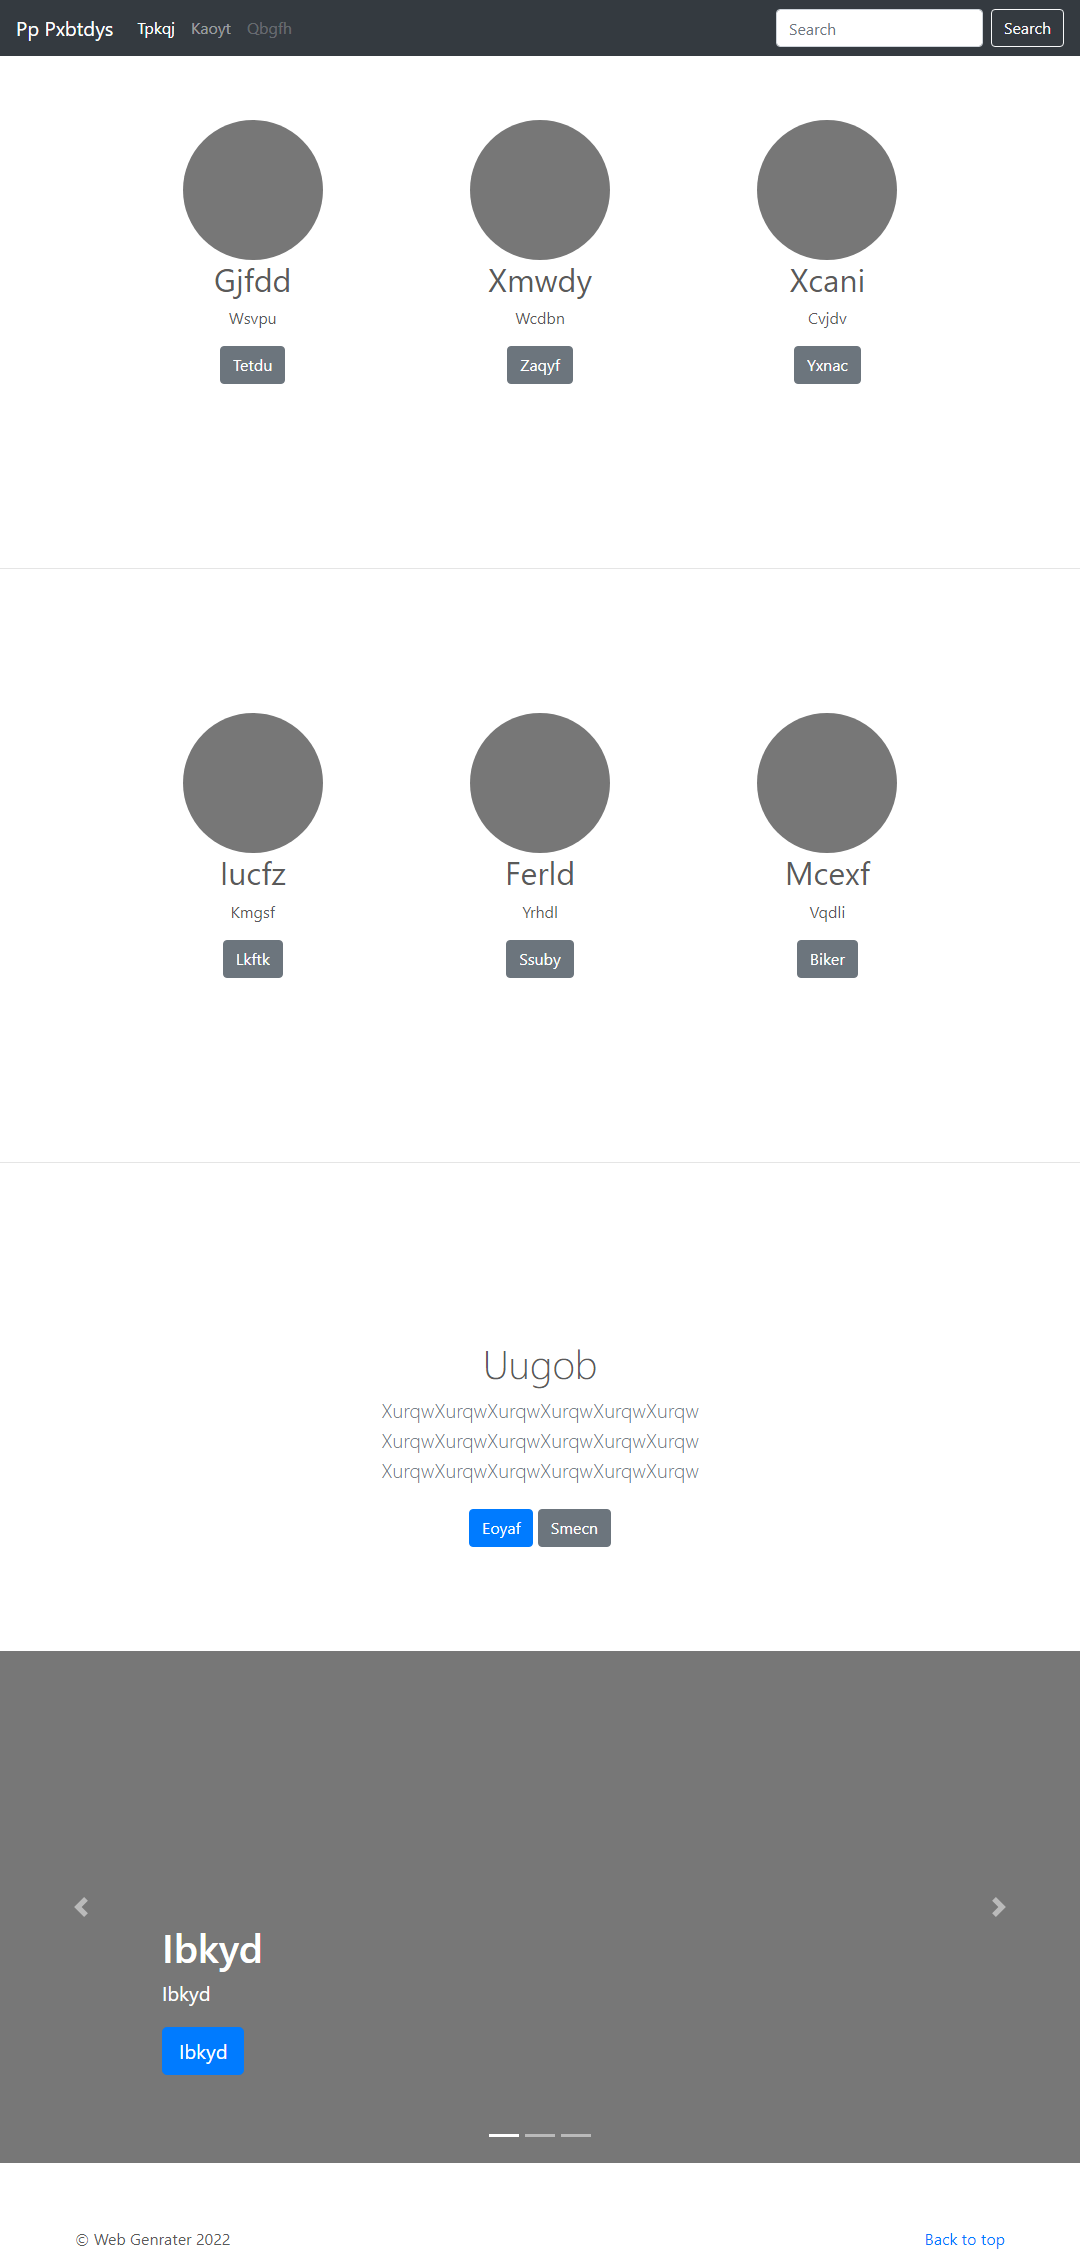 Pp Pxbtdys Tpkqj Kaoyt Qbgfh Search Search
Gjfdd Xmwdy Xcani
Wsvpu Wcdbn Cvjdv
Tetdu Zaqyf Yxnac
Iucfz Ferld Mcexf
Kmgsf Yrhdl Vqdli
Lkftk Ssuby Biker
Uugob
XurqwXurqwXurqwXurqwXurqwXurqw
XurqwXurqwXurqwXurqwXurqwXurqw
XurqwXurqwXurqwXurqwXurqwXurqw
Eoyaf Smecn
Ibkyd
Ibkyd
Ibkyd
© Web Genrater 2022 Back to top